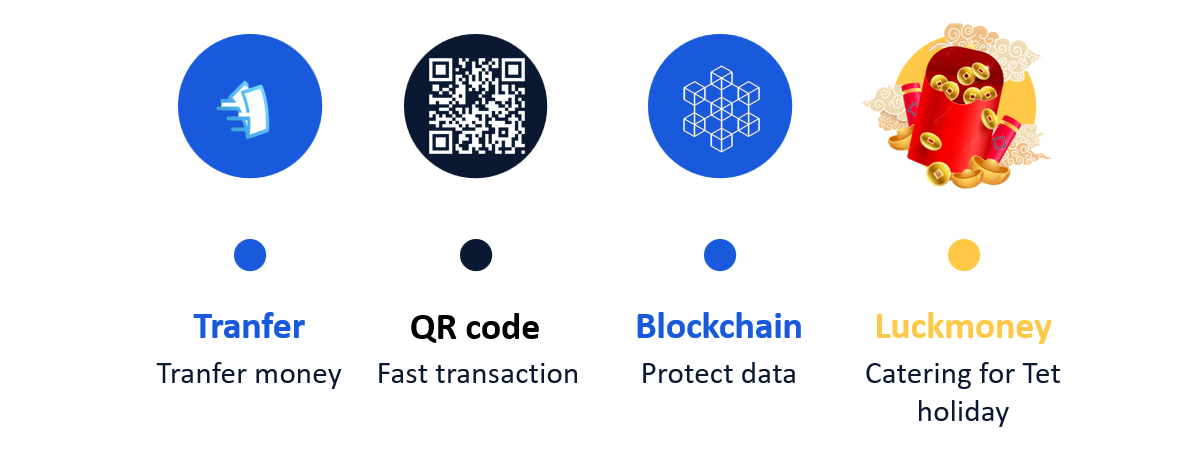 Tranfer
Tranfer money
QR code
Fast transaction
Blockchain
Protect data
Luckmoney
Catering for Tet
holiday